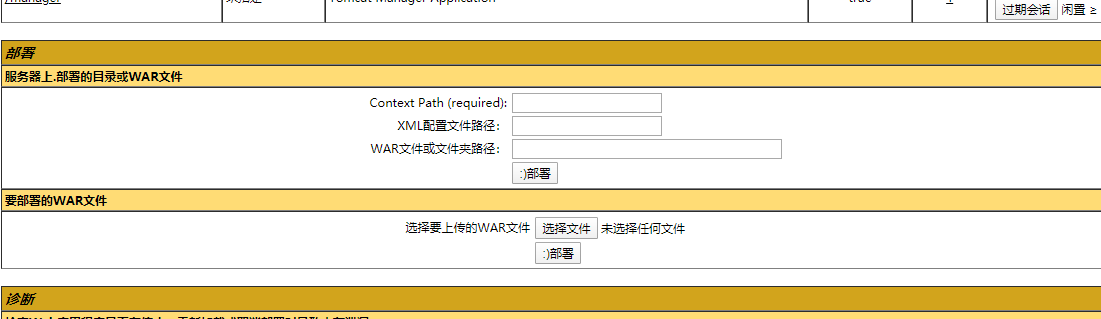 /manager 未指定 Tomcat Manager Application true 1 过期会话 闲置 ≥
部署
服务器上.部署的目录或WAR文件
Context Path (required):
XML配置文件路径:
WAR文件或文件夹路径:
:)部署
要部署的WAR文件
选择要上传的WAR文件 选择文件 未选择任何文件
:)部署
诊断